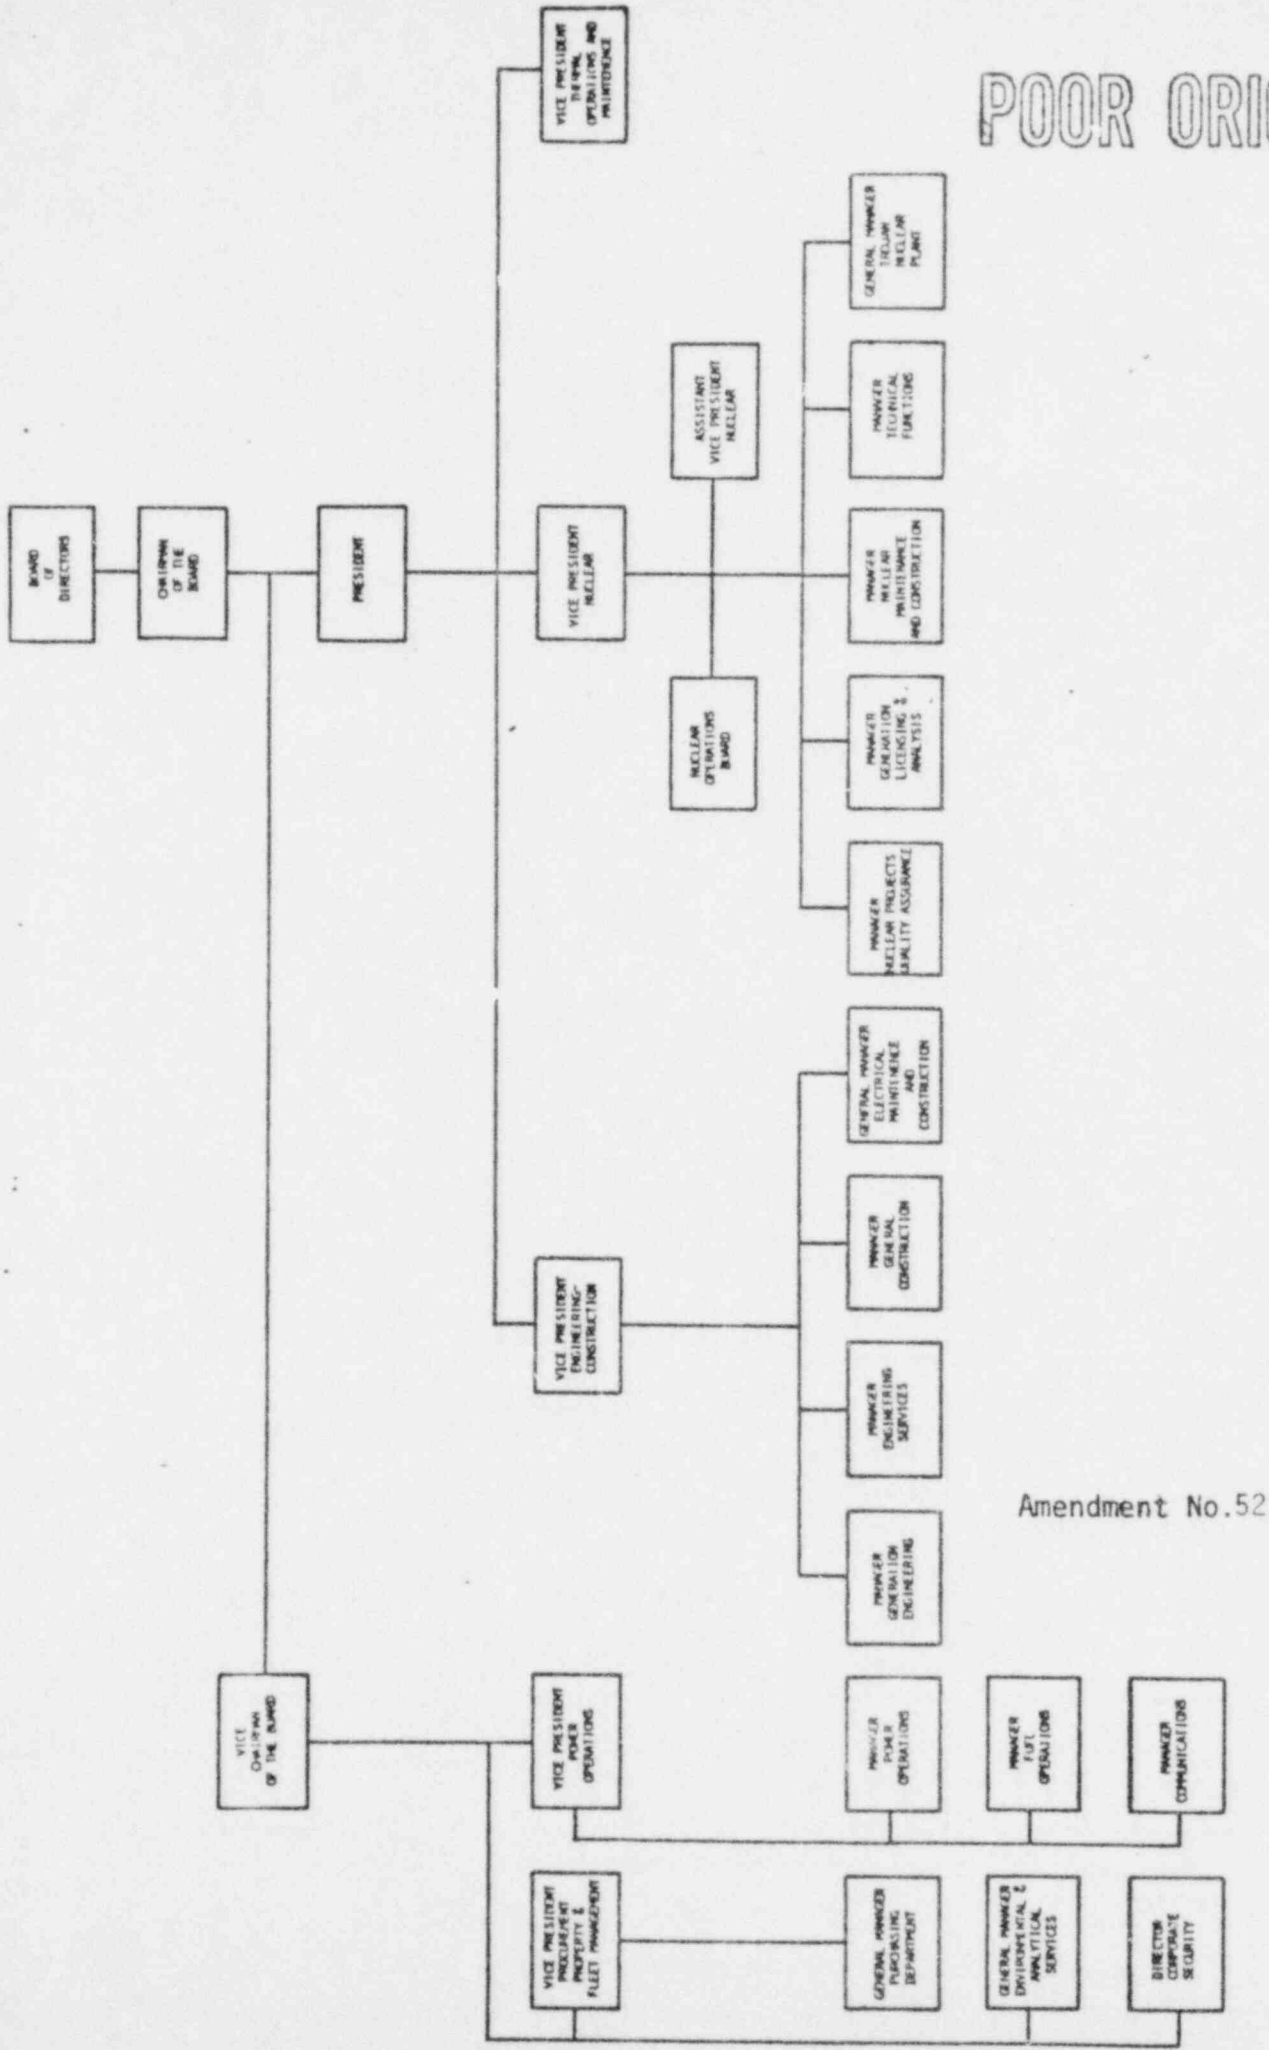 POOR ORIG
BOARD
OF
DIRECTORS
CHAIRMAN
OF THE
BOARD
PRESIDENT
VICE
CHAIRMAN
OF THE BOARD
VICE PRESIDENT
PROCUREMENT
PROPERTY &
FLEET MANAGEMENT
VICE PRESIDENT
POWER
OPERATIONS
VICE PRESIDENT
ENGINEERING-
CONSTRUCTION
VICE PRESIDENT
NUCLEAR
VICE PRESIDENT
THERMAL
OPERATIONS AND
MAINTENENCE
NUCLEAR
OPERATIONS
BOARD
ASSISTANT
VICE PRESIDENT
NUCLEAR
GENERAL MANAGER
PURCHASING
DEPARTMENT
MANAGER
POWER
OPERATIONS
MANAGER
GENERATION
ENGINEERING
MANAGER
ENGINEERING
SERVICES
MANAGER
GENERAL
CONSTRUCTION
GENERAL MANAGER
ELECTRICAL
MAINTENENCE
AND
CONSTRUCTION
MANAGER
NUCLEAR PROJECTS
QUALITY ASSURANCE
MANAGER
GENERATION
LICENSING &
ANALYSIS
MANAGER
NUCLEAR
MAINTENANCE
AND CONSTRUCTION
MANAGER
TECHNICAL
FUNCTIONS
GENERAL MANAGER
TROJAN
NUCLEAR
PLANT
GENERAL MANAGER
ENVIRONMENTAL &
ANALYTICAL
SERVICES
MANAGER
FUEL
OPERATIONS
DIRECTOR
CORPORATE
SECURITY
MANAGER
COMMUNICATIONS
Amendment No.52